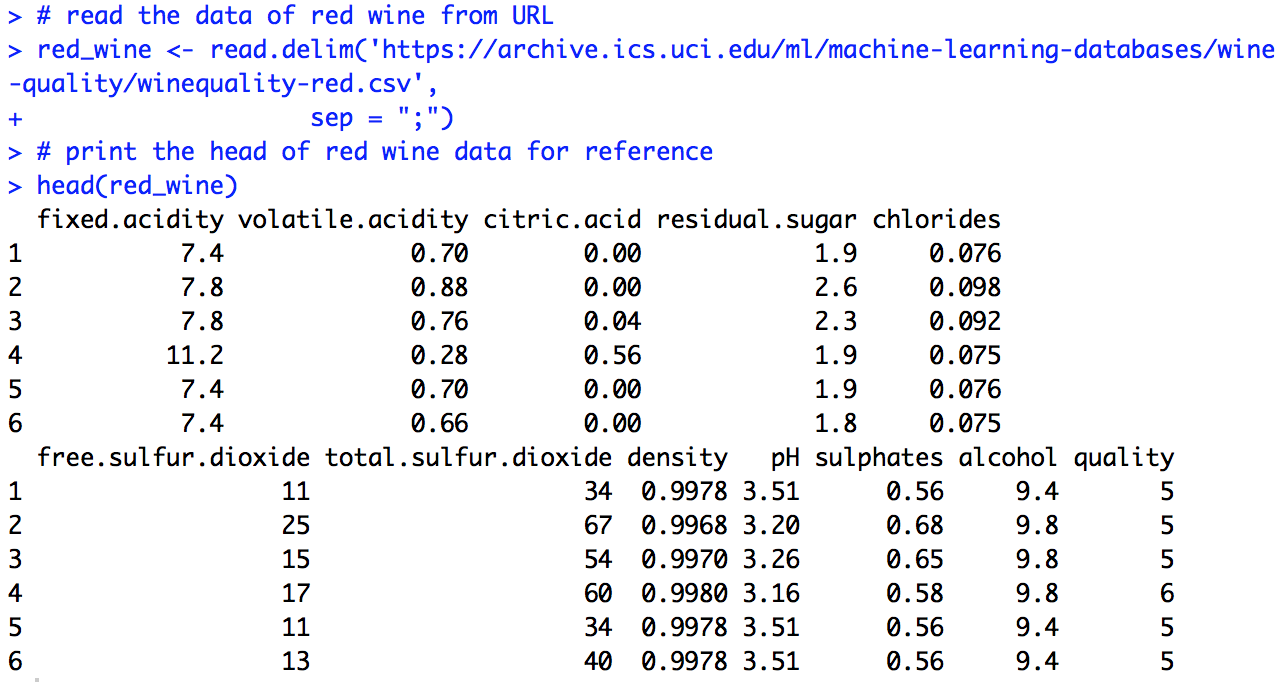 > # read the data of red wine from URL
> red_wine <- read.delim('https://archive.ics.uci.edu/ml/machine-learning-databases/wine
-quality/winequality-red.csv',
+                    sep = ";")
> # print the head of red wine data for reference
> head(red_wine)
  fixed.acidity volatile.acidity citric.acid residual.sugar chlorides
1           7.4             0.70        0.00            1.9     0.076
2           7.8             0.88        0.00            2.6     0.098
3           7.8             0.76        0.04            2.3     0.092
4          11.2             0.28        0.56            1.9     0.075
5           7.4             0.70        0.00            1.9     0.076
6           7.4             0.66        0.00            1.8     0.075
  free.sulfur.dioxide total.sulfur.dioxide density   pH sulphates alcohol quality
1                  11                   34  0.9978 3.51      0.56     9.4       5
2                  25                   67  0.9968 3.20      0.68     9.8       5
3                  15                   54  0.9970 3.26      0.65     9.8       5
4                  17                   60  0.9980 3.16      0.58     9.8       6
5                  11                   34  0.9978 3.51      0.56     9.4       5
6                  13                   40  0.9978 3.51      0.56     9.4       5